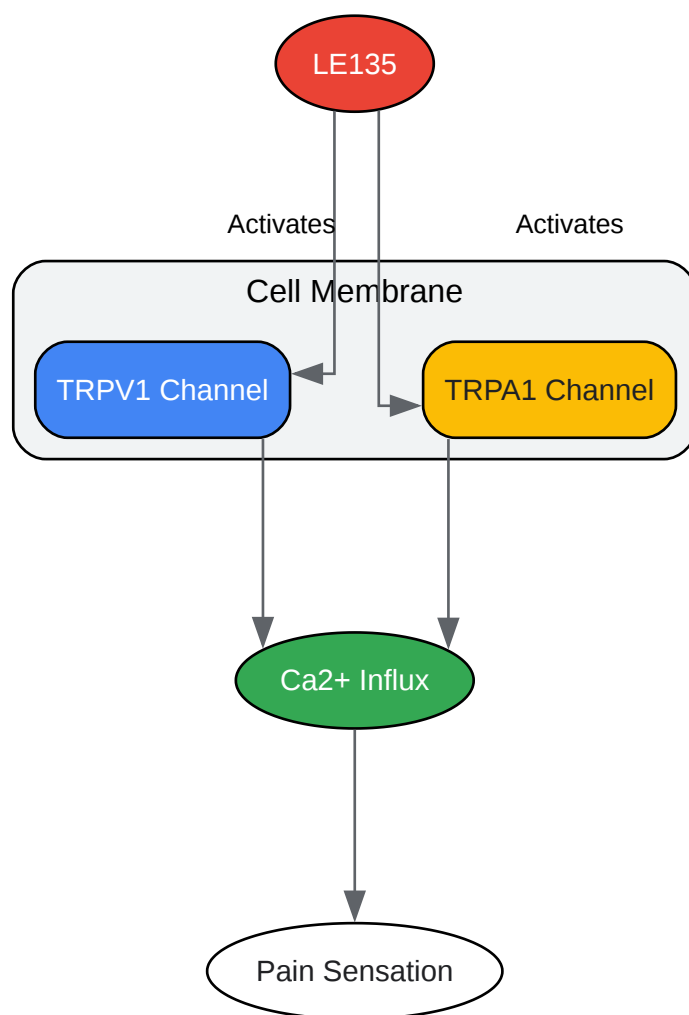 LE135
Activates
Activates
Cell Membrane
TRPV1 Channel
TRPA1 Channel
Ca2+ Influx
Pain Sensation